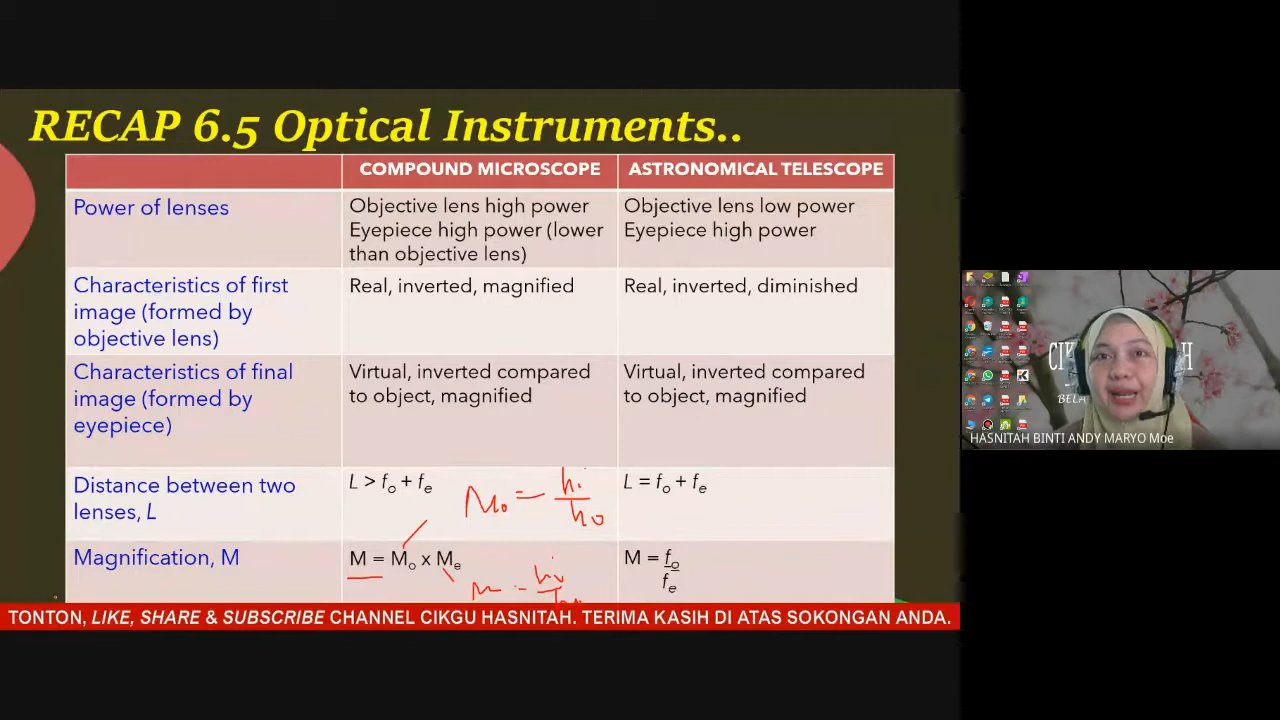 RECAP 6.5 Optical Instruments..
COMPOUND MICROSCOPE
ASTRONOMICAL TELESCOPE
Power of lenses
Objective lens high power
Eyepiece high power (lower
than objective lens)
Objective lens low power
Eyepiece high power
Characteristics of first
image (formed by
objective lens)
Real, inverted, magnified
Real, inverted, diminished
Characteristics of final
image (formed by
eyepiece)
Virtual, inverted compared
to object, magnified
Virtual, inverted compared
to object, magnified
Distance between two
lenses, L
L > fo + fe
Mo = hi/ho
L = fo + fe
Magnification, M
M = Mo x Me
M = fo/fe
TONTON, LIKE, SHARE & SUBSCRIBE CHANNEL CIKGU HASNITAH. TERIMA KASIH DI ATAS SOKONGAN ANDA.
HASNITAH BINTI ANDY MARYO Moe